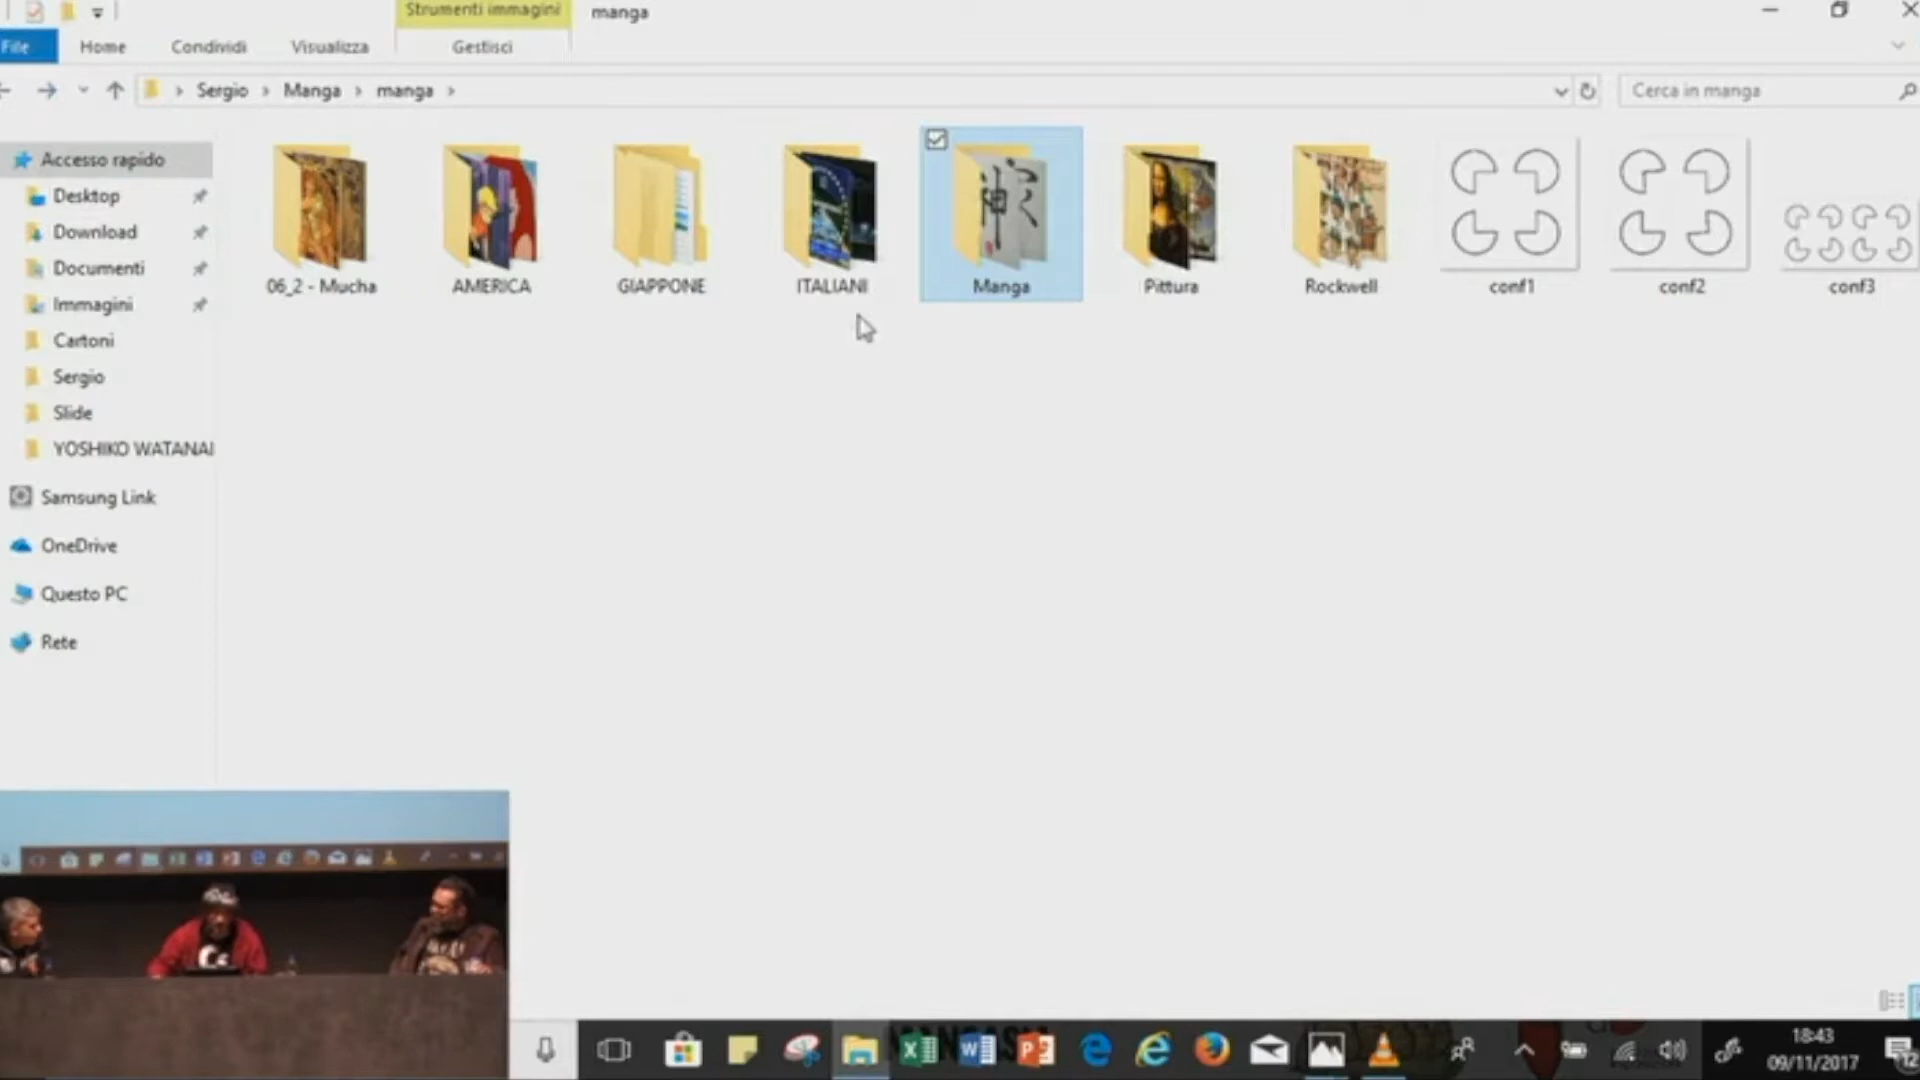 Strumenti immagini
manga
File
Home
Condividi
Visualizza
Gestisci
Sergio
Manga
manga
Cerca in manga
Accesso rapido
Desktop
Download
Documenti
Immagini
Cartoni
Sergio
Slide
YOSHIKO WATANAI
Samsung Link
OneDrive
Questo PC
Rete
06_2 - Mucha
AMERICA
GIAPPONE
ITALIANI
Manga
Pittura
Rockwell
conf1
conf2
conf3
18:43
09/11/2017
12